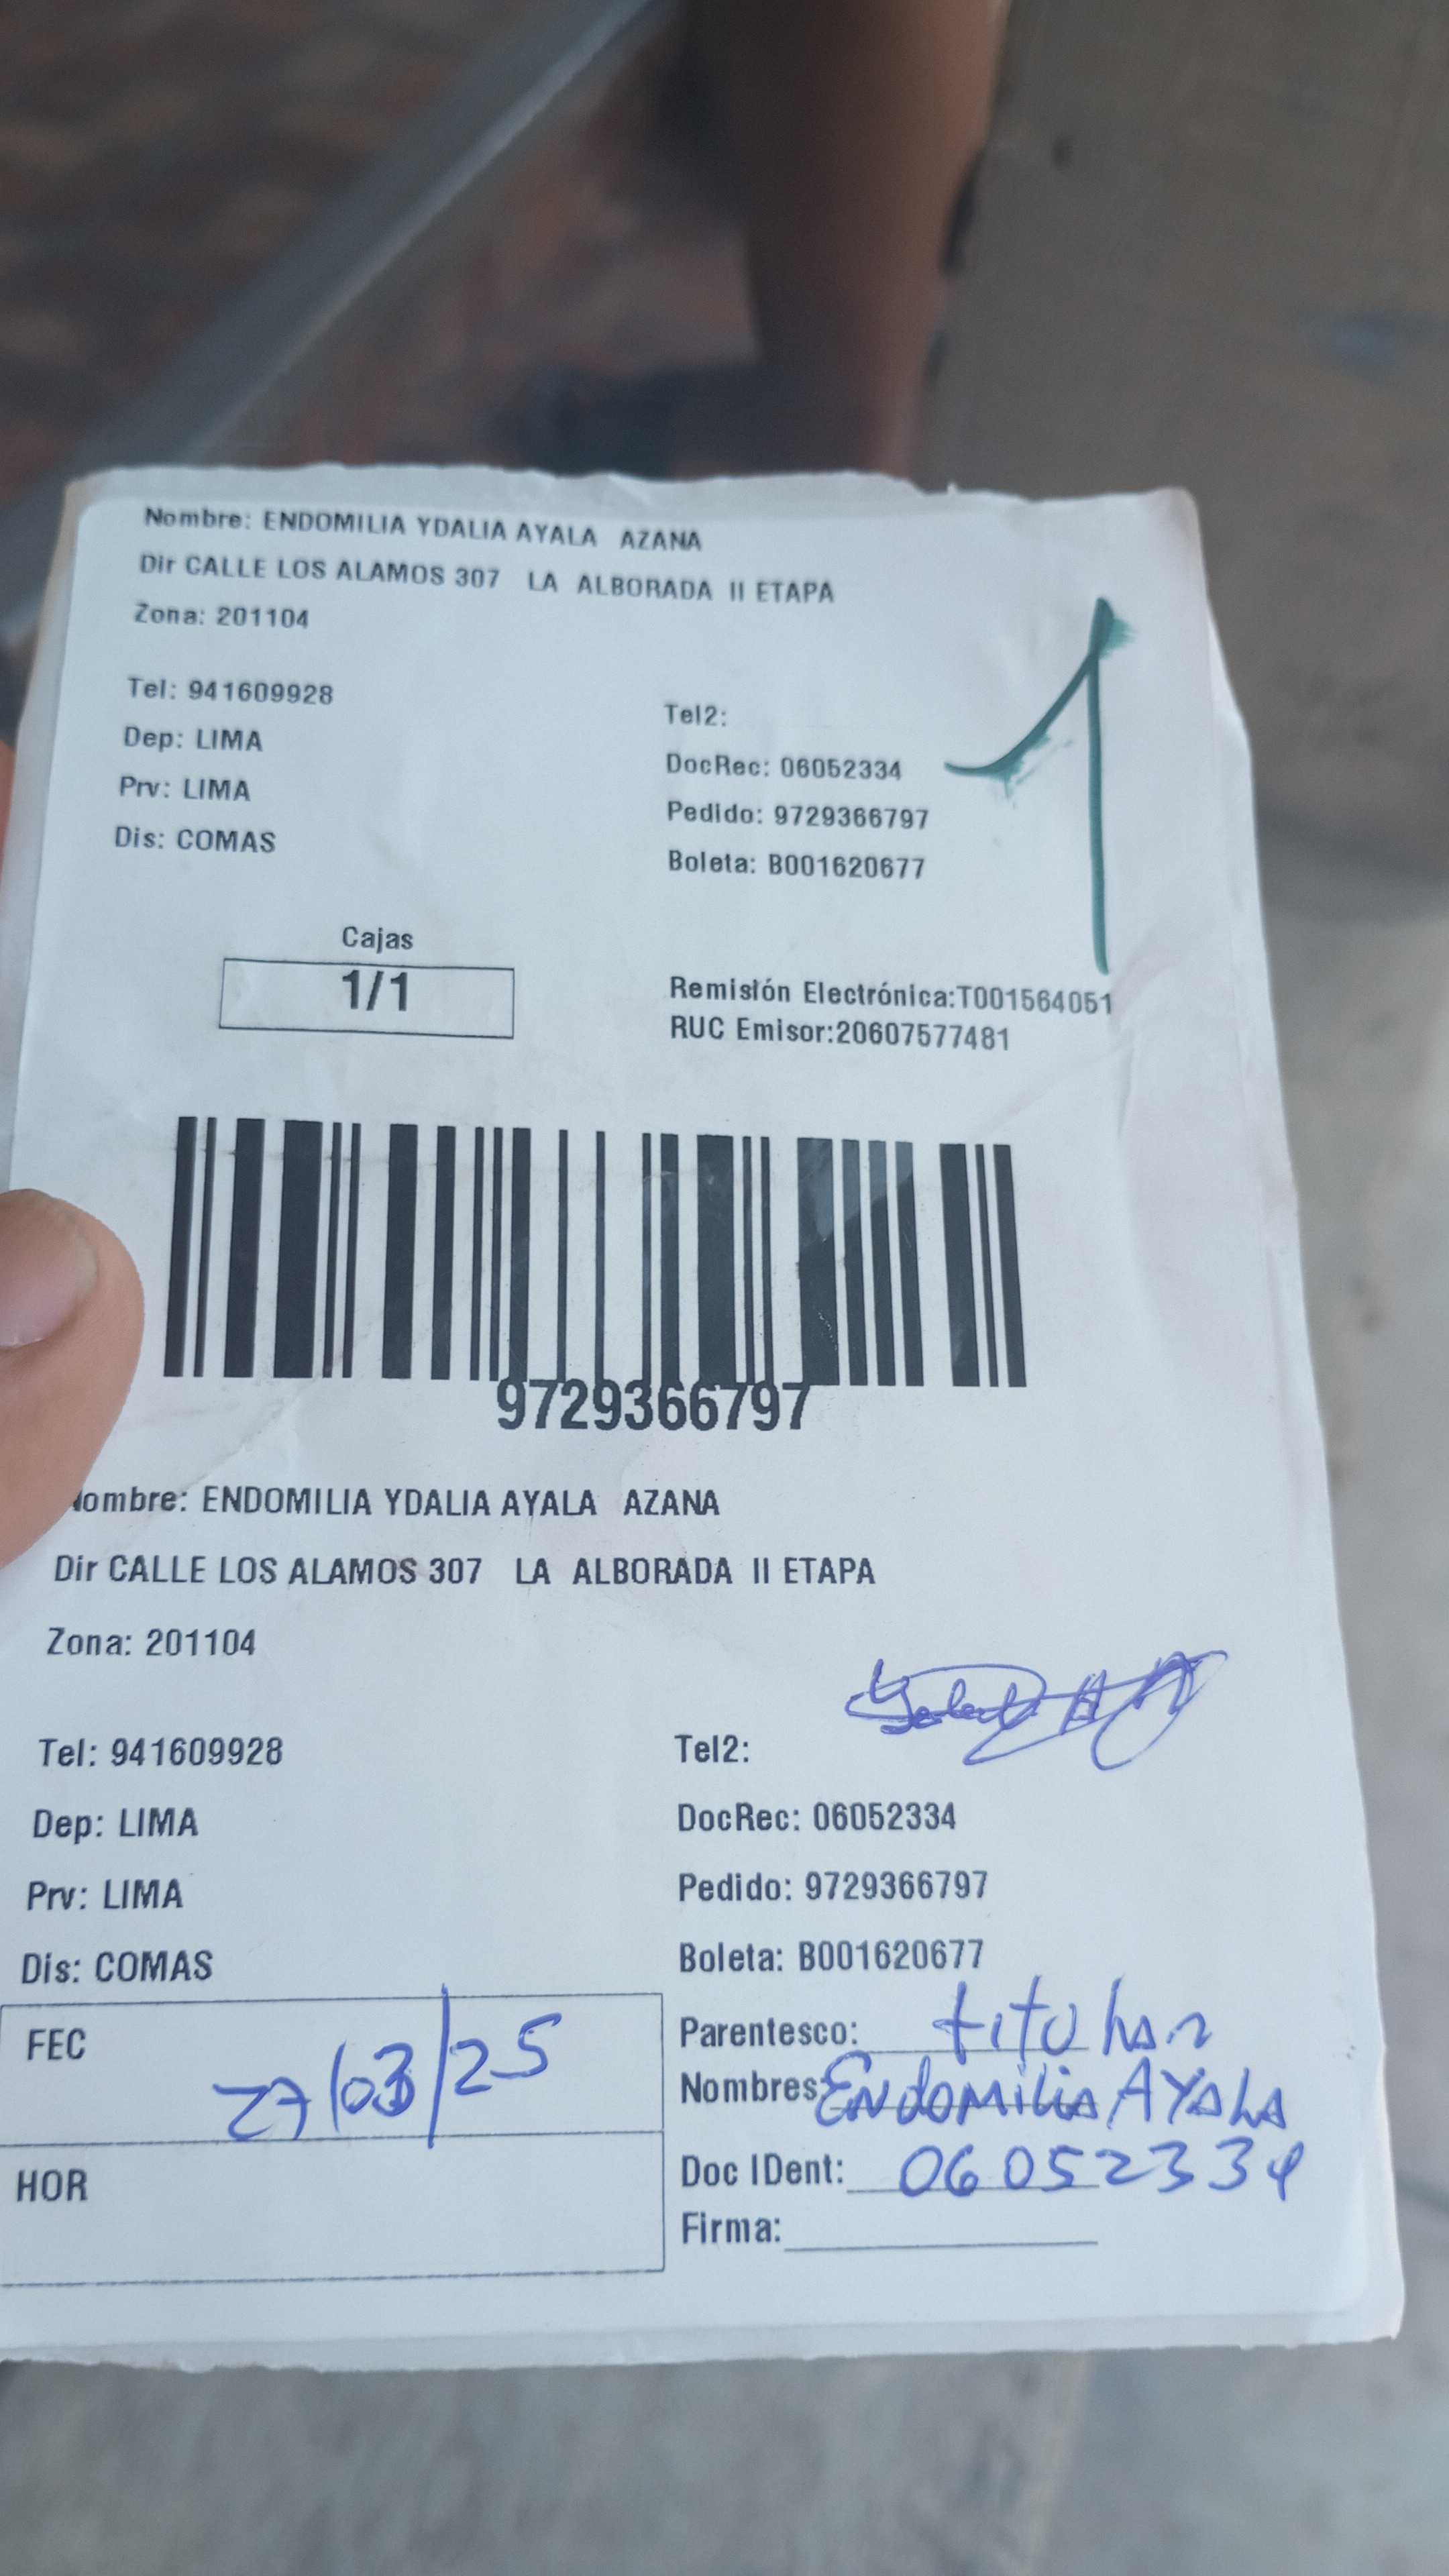 Nombre: ENDOMILIA YDALIA AYALA AZANA
Dir CALLE LOS ALAMOS 307 LA ALBORADA II ETAPA
Zona: 201104
Tel: 941609928
Tel2:
Dep: LIMA
DocRec: 06052334
Prv: LIMA
Pedido: 9729366797
Dis: COMAS
Boleta: B001620677
1
Cajas
1/1
Remisión Electrónica:T001564051
RUC Emisor:20607577481
9729366797
Nombre: ENDOMILIA YDALIA AYALA AZANA
Dir CALLE LOS ALAMOS 307 LA ALBORADA II ETAPA
Zona: 201104
Tel: 941609928
Tel2:
Dep: LIMA
DocRec: 06052334
Prv: LIMA
Pedido: 9729366797
Dis: COMAS
Boleta: B001620677
FEC 27/03/25
Parentesco: titular
Nombres: Endomilia Ayala
HOR
Doc IDent: 06052334
Firma: